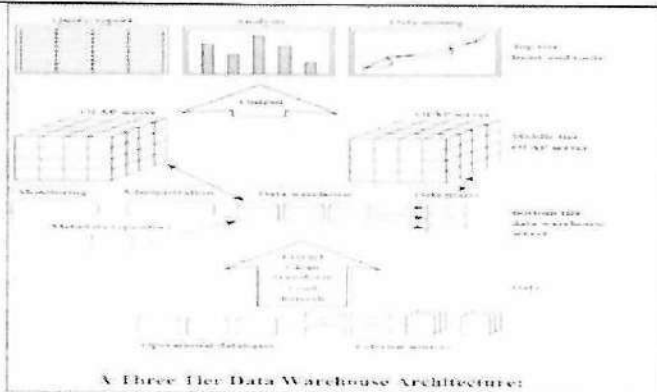 Query/report Analysis Data mining
Top tier
front-end tools
Output
OLAP server OLAP server
Middle tier
OLAP server
Monitoring Administration Data warehouse Data marts
Bottom tier
data warehouse
server
Metadata repository
Extract
Clean
Transform
Load
Refresh
Data
Operational databases External sources
A Three Tier Data Warehouse Architecture: